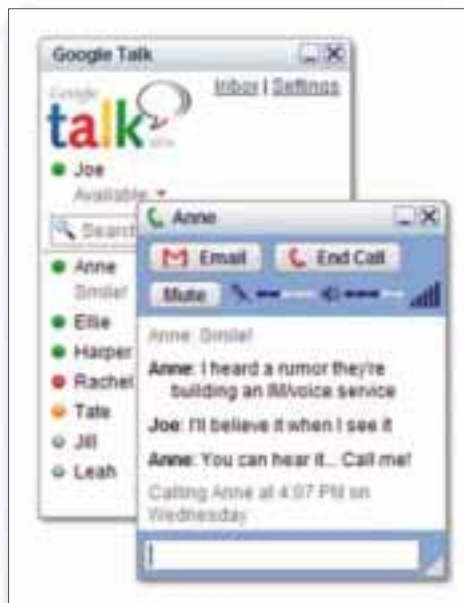 Google Talk
Inbox | Settings
Google
talk
Joe
Available
Search
Anne
Smile!
Ellie
Harper
Rachel
Tate
Jill
Leah
Anne
Email
End Call
Mute
Anne: Smile!
Anne: I heard a rumor they're
building an IM/voice service
Joe: I'll believe it when I see it
Anne: You can hear it... Call me!
Calling Anne at 4:07 PM on
Wednesday